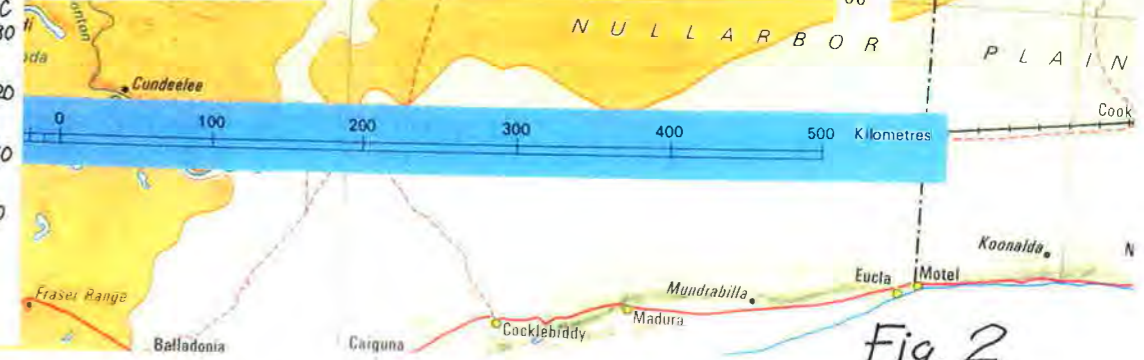 NULLARBOR
PLAIN
Cundeelee
20
Cook
0 100 200 300 400 500 Kilometres
Koonalda
N
Eucla Motel
Fraser Range
Mundrabilla
Madura
Cocklebiddy
Balladonia
Caiguna
Fig 2